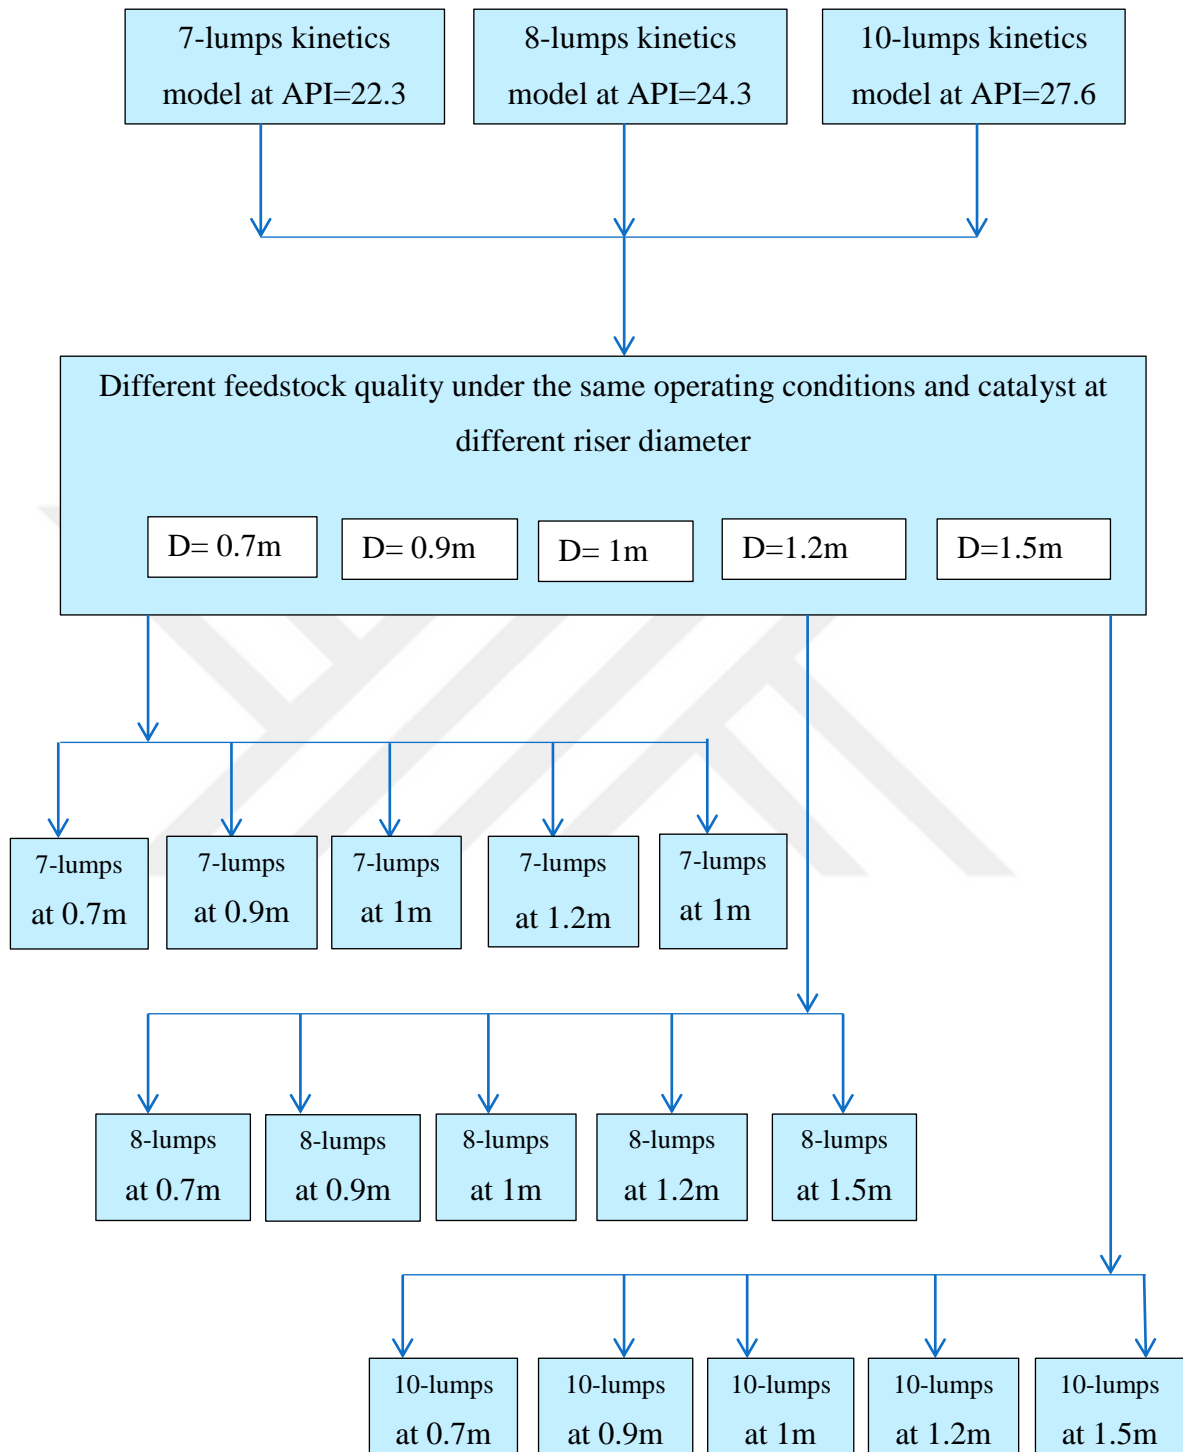 7-lumps kinetics
model at API=22.3
8-lumps kinetics
model at API=24.3
10-lumps kinetics
model at API=27.6
Different feedstock quality under the same operating conditions and catalyst at
different riser diameter
D= 0.7m
D= 0.9m
D= 1m
D=1.2m
D=1.5m
7-lumps
at 0.7m
7-lumps
at 0.9m
7-lumps
at 1m
7-lumps
at 1.2m
7-lumps
at 1m
8-lumps
at 0.7m
8-lumps
at 0.9m
8-lumps
at 1m
8-lumps
at 1.2m
8-lumps
at 1.5m
10-lumps
at 0.7m
10-lumps
at 0.9m
10-lumps
at 1m
10-lumps
at 1.2m
10-lumps
at 1.5m